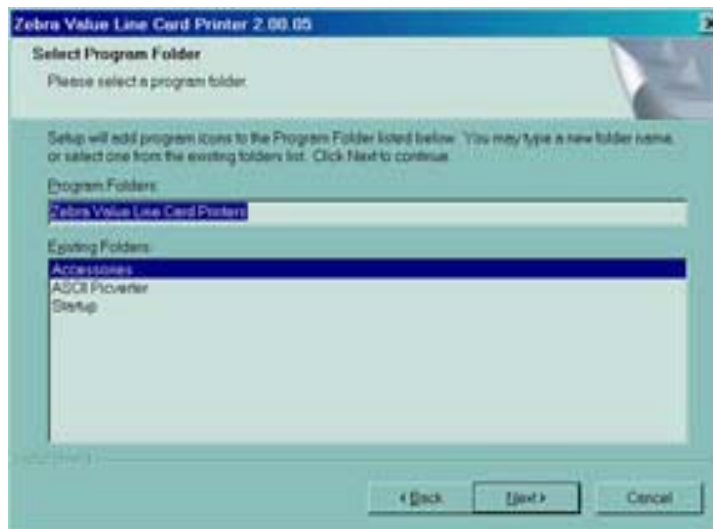 Zebra Value Line Card Printer 2.00.05
Select Program Folder
Please select a program folder.
Setup will add program icons to the Program Folder listed below. You may type a new folder name,
or select one from the existing folders list. Click Next to continue.
Program Folders:
Zebra Value Line Card Printers
Existing Folders:
Accessories
ASCII Picverter
Startup
< Back
Next >
Cancel